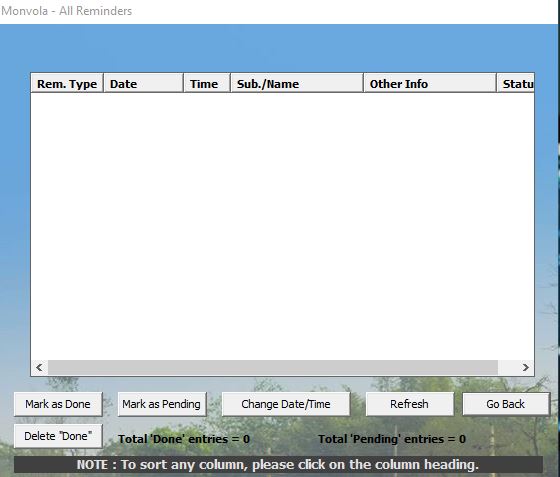 Monvola - All Reminders
Rem. Type Date Time Sub./Name Other Info Statu
Mark as Done Mark as Pending Change Date/Time Refresh Go Back
Delete "Done" Total 'Done' entries = 0 Total 'Pending' entries = 0
NOTE : To sort any column, please click on the column heading.